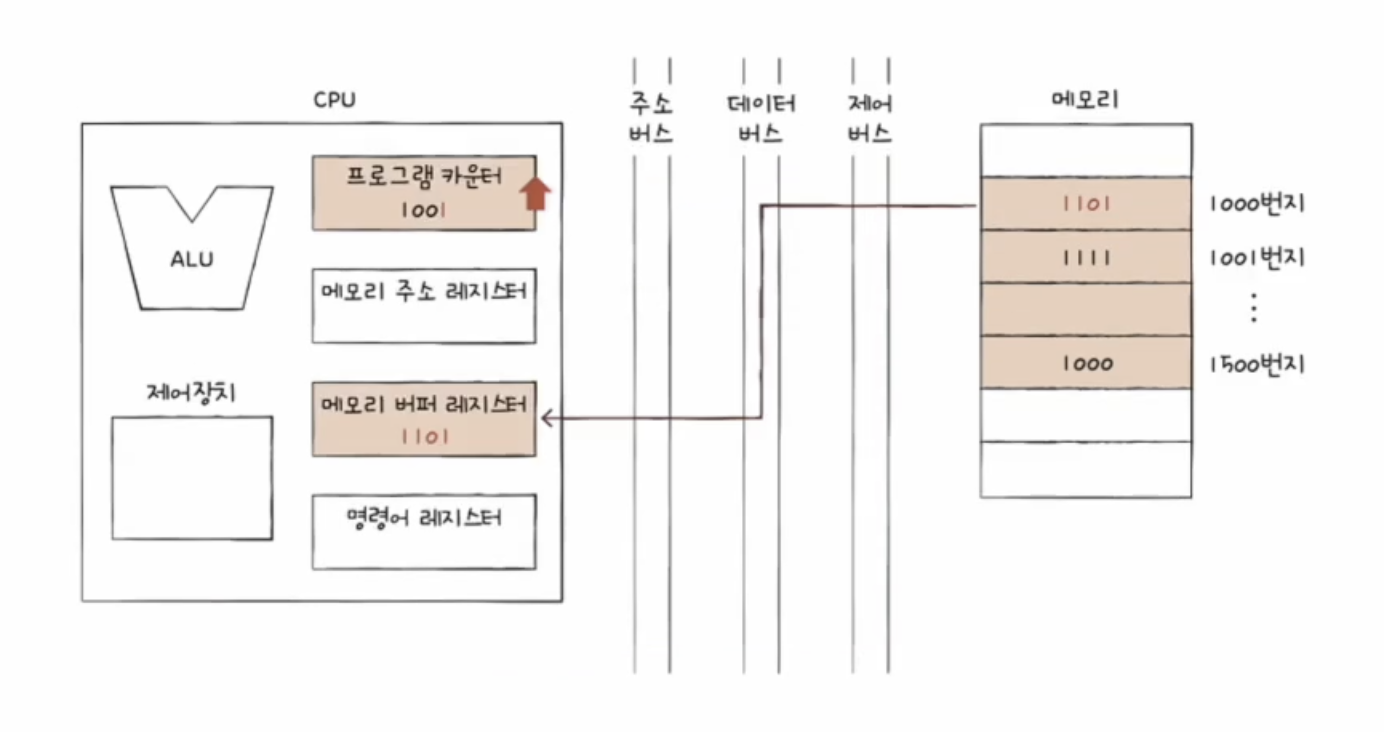 CPU
프로그램 카운터
1001
ALU
메모리 주소 레지스터
제어장치
메모리 버퍼 레지스터
1101
명령어 레지스터
주소
버스
데이터
버스
제어
버스
메모리
1101
1000번지
1111
1001번지
⋮
1000
1500번지